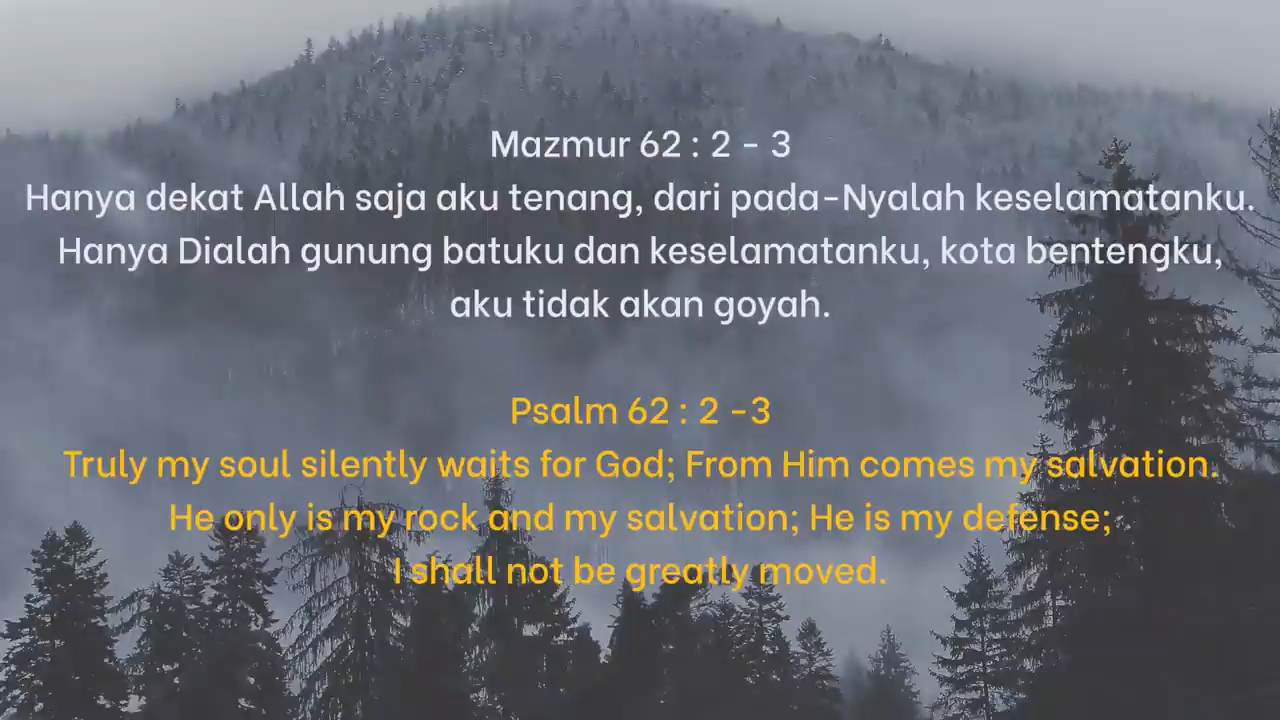 Mazmur 62 : 2 - 3
Hanya dekat Allah saja aku tenang, dari pada-Nyalah keselamatanku.
Hanya Dialah gunung batuku dan keselamatanku, kota bentengku,
aku tidak akan goyah.
Psalm 62 : 2 -3
Truly my soul silently waits for God; From Him comes my salvation.
He only is my rock and my salvation; He is my defense;
I shall not be greatly moved.